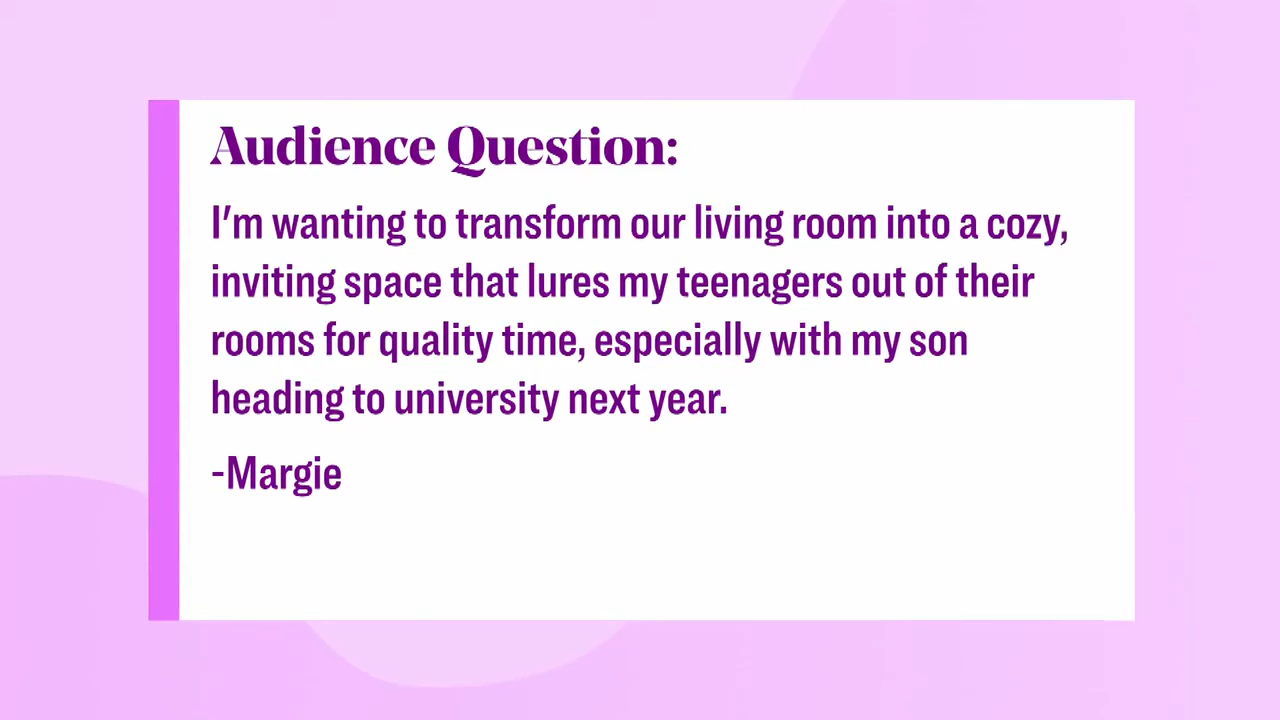 Audience Question:
I'm wanting to transform our living room into a cozy,
inviting space that lures my teenagers out of their
rooms for quality time, especially with my son
heading to university next year.
-Margie